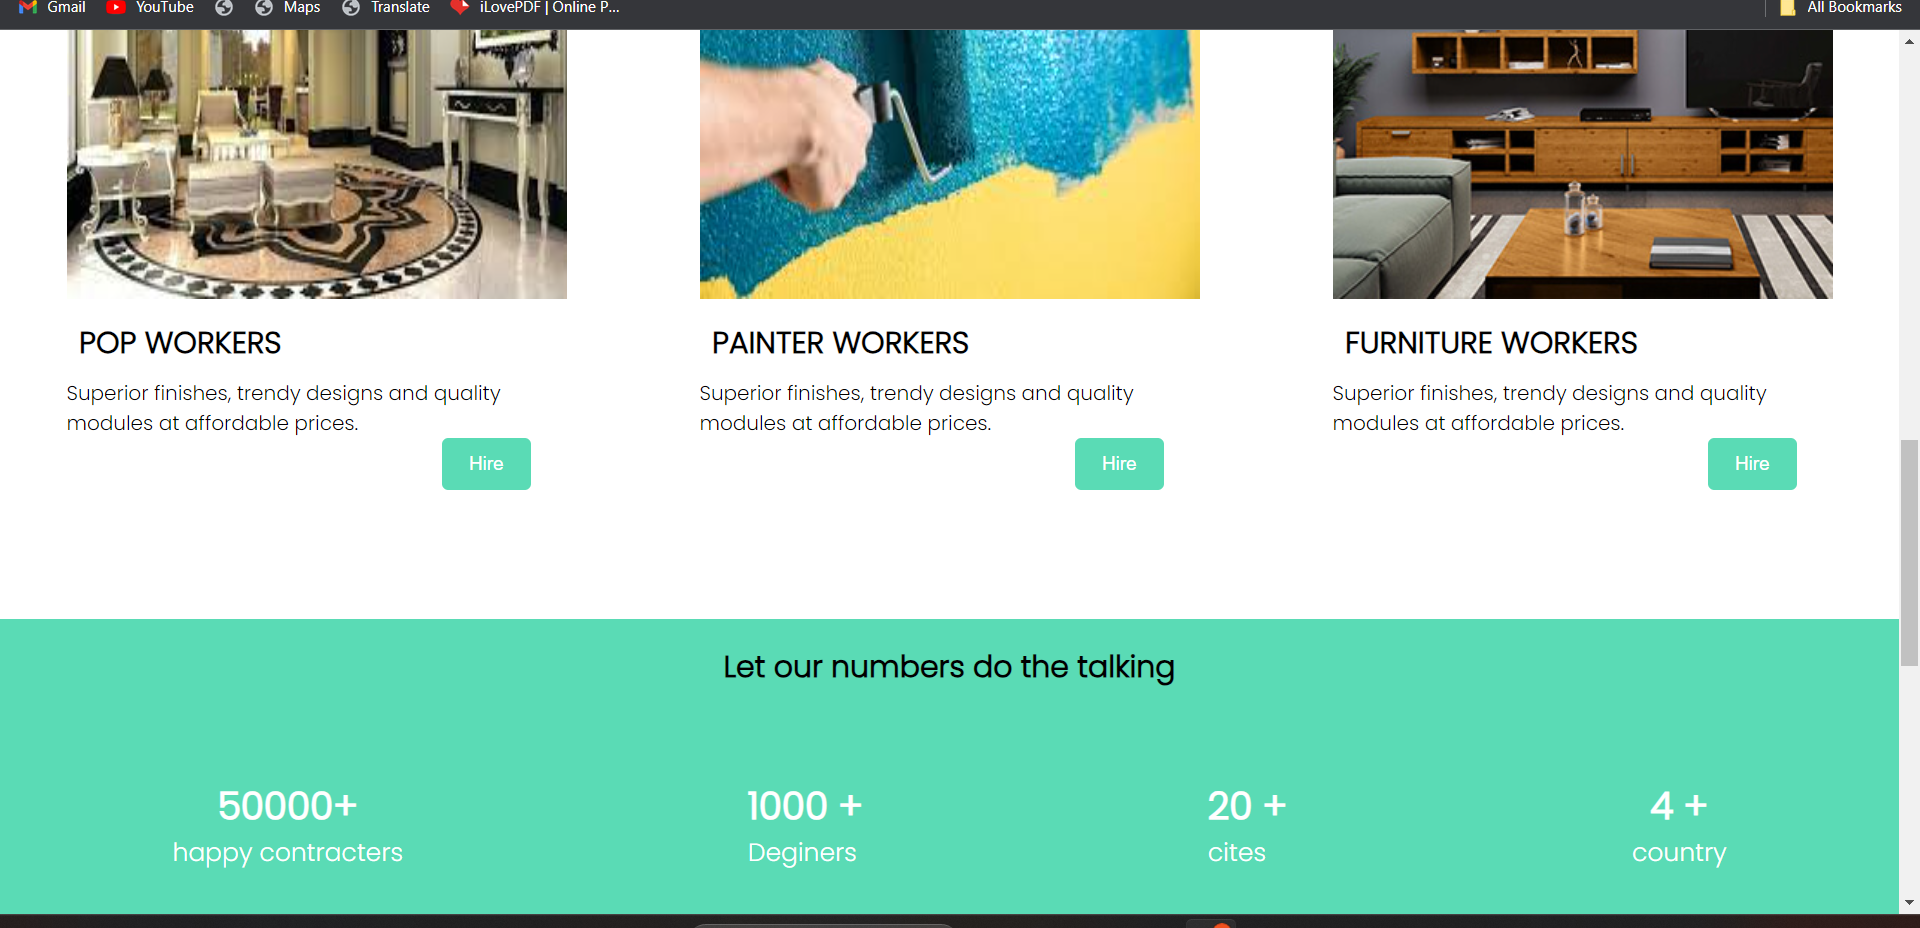 Gmail YouTube Maps Translate iLovePDF | Online P... All Bookmarks
POP WORKERS
Superior finishes, trendy designs and quality
modules at affordable prices.
Hire
PAINTER WORKERS
Superior finishes, trendy designs and quality
modules at affordable prices.
Hire
FURNITURE WORKERS
Superior finishes, trendy designs and quality
modules at affordable prices.
Hire
Let our numbers do the talking
50000+
happy contracters
1000 +
Deginers
20 +
cites
4 +
country